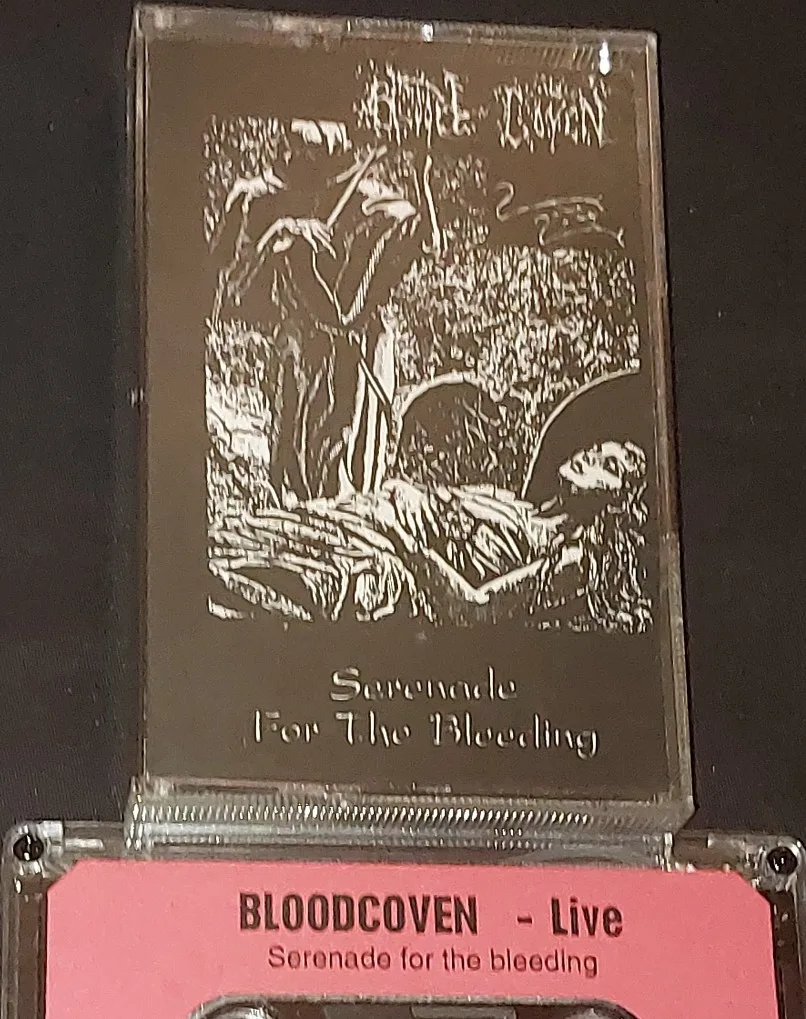 Serenade
For The Bleeding
BLOODCOVEN - Live
Serenade for the bleeding